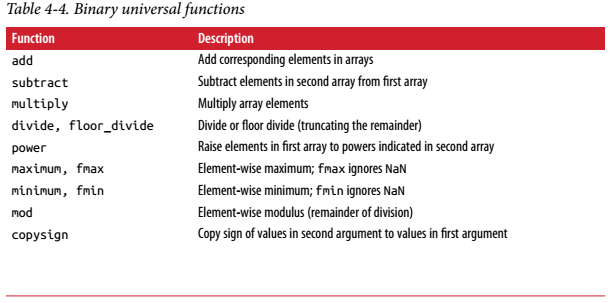 Table 4-4. Binary universal functions
Function Description
add Add corresponding elements in arrays
subtract Subtract elements in second array from first array
multiply Multiply array elements
divide, floor_divide Divide or floor divide (truncating the remainder)
power Raise elements in first array to powers indicated in second array
maximum, fmax Element-wise maximum; fmax ignores NaN
minimum, fmin Element-wise minimum; fmin ignores NaN
mod Element-wise modulus (remainder of division)
copysign Copy sign of values in second argument to values in first argument